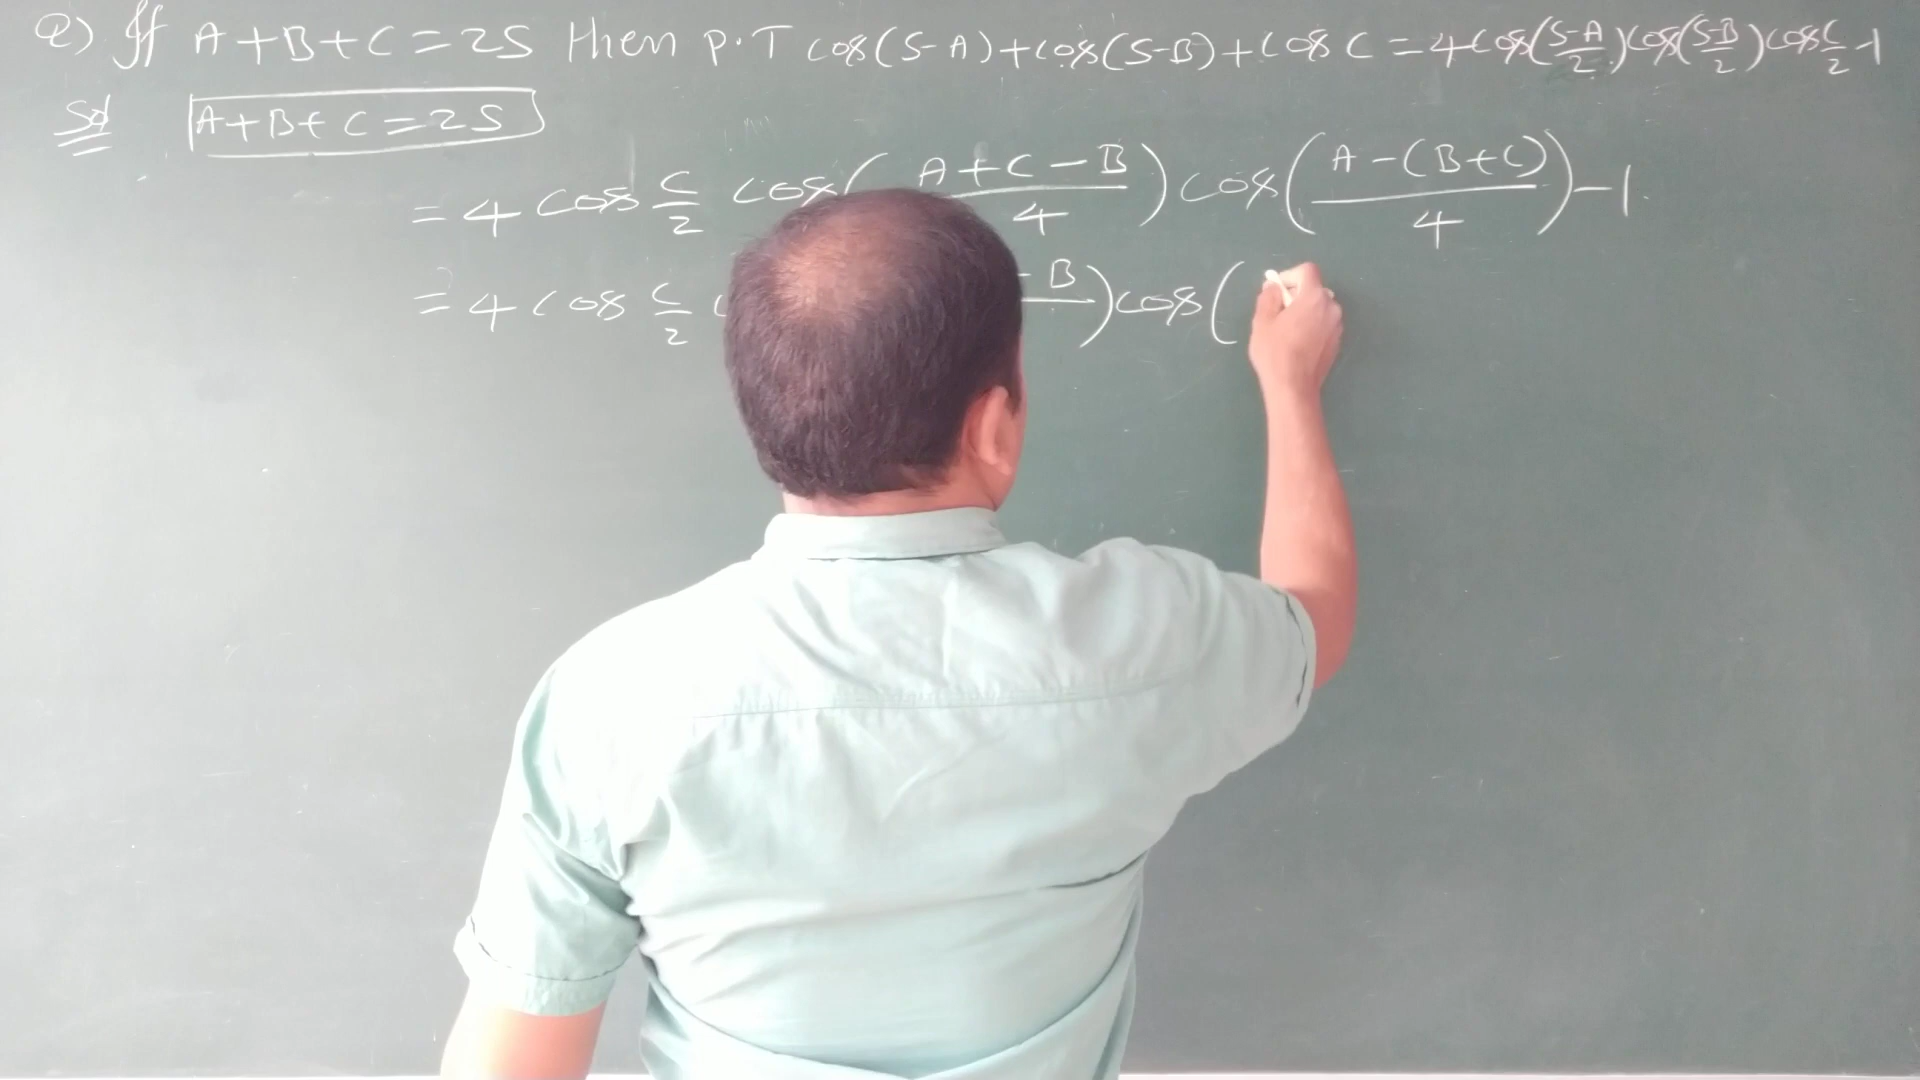 Q) If A+B+C=2S then P.T cos(S-A)+cos(S-B)+cos C = 4cos(S-A/2)cos(S-B/2)cos C/2 -1
Sol A+B+C=2S
= 4 cos C/2 cos(A+C-B/4) cos(A-(B+C)/4) -1.
= 4 cos C/2 - B) cos(